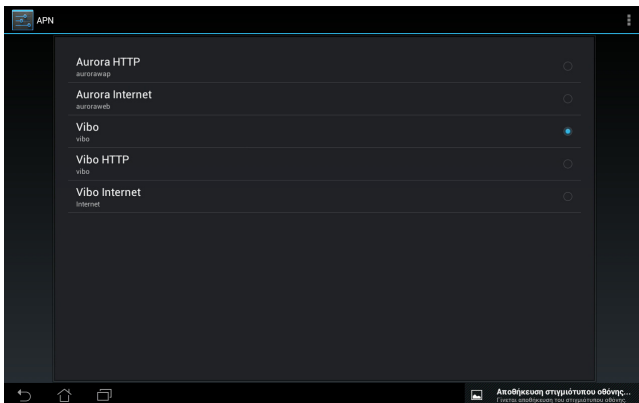 APN
Aurora HTTP
aurorawap
Aurora Internet
auroraweb
Vibo
vibo
Vibo HTTP
vibo
Vibo Internet
Internet
Αποθήκευση στιγμιότυπου οθόνης...
Γίνεται αποθήκευση του στιγμιότυπου οθόνης.